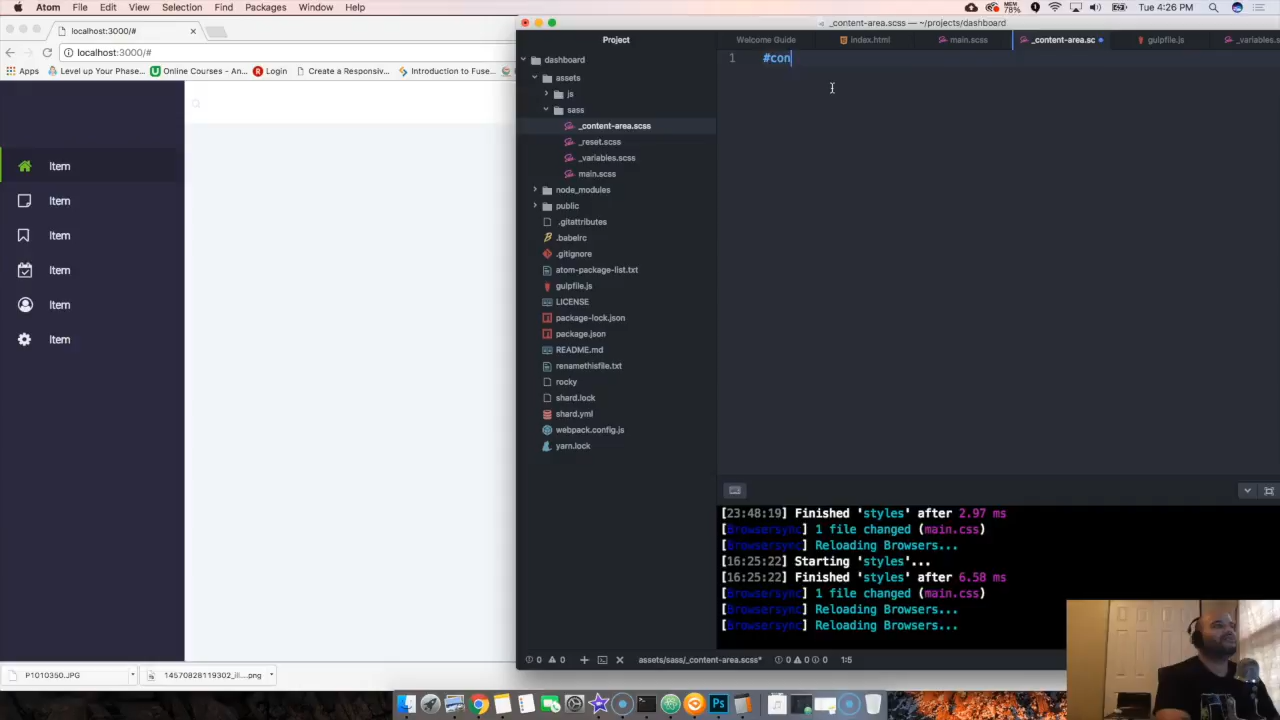 Atom File Edit View Selection Find Packages Window Help
MEM 78% Tue 4:26 PM
localhost:3000/#
localhost:3000/#
Apps Begin Level up Your Phase... Online Courses - An... Login Create a Responsiv... Introduction to Fuse...
Item
Item
Item
Item
Item
Item
_content-area.scss — ~/projects/dashboard
Project
Welcome Guide index.html main.scss _content-area.sc gulpfile.js _variables.s
dashboard
assets
js
sass
_content-area.scss
_reset.scss
_variables.scss
main.scss
node_modules
public
.gitattributes
.babelrc
.gitignore
atom-package-list.txt
gulpfile.js
LICENSE
package-lock.json
package.json
README.md
renamethisfile.txt
rocky
shard.lock
shard.yml
webpack.config.js
yarn.lock
1 #con
[23:48:19] Finished 'styles' after 2.97 ms
[Browsersync] 1 file changed (main.css)
[Browsersync] Reloading Browsers...
[16:25:22] Starting 'styles'...
[16:25:22] Finished 'styles' after 6.58 ms
[Browsersync] 1 file changed (main.css)
[Browsersync] Reloading Browsers...
[Browsersync] Reloading Browsers...
0 0 assets/sass/_content-area.scss* 0 0 0 1:5
P1010350.JPG 14570828119302_ill....png
Ps